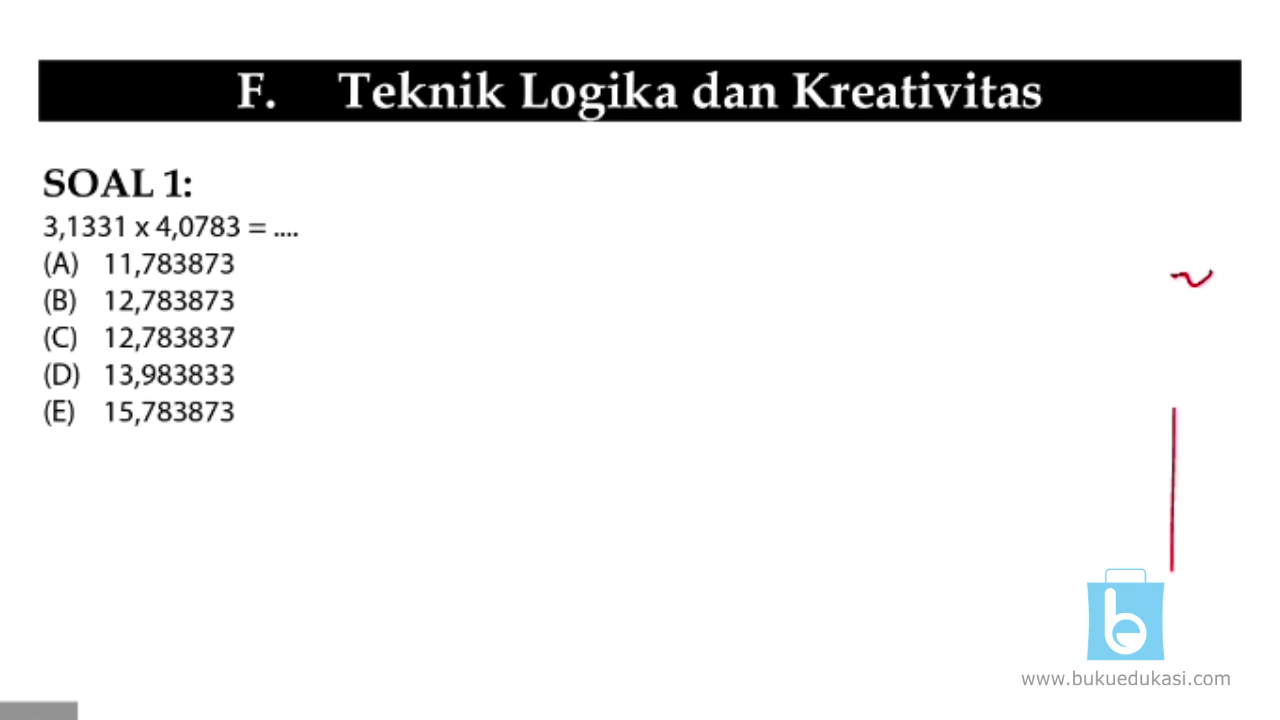 F. Teknik Logika dan Kreativitas
SOAL 1:
3,1331 x 4,0783 = ....
(A) 11,783873
(B) 12,783873
(C) 12,783837
(D) 13,983833
(E) 15,783873
www.bukuedukasi.com